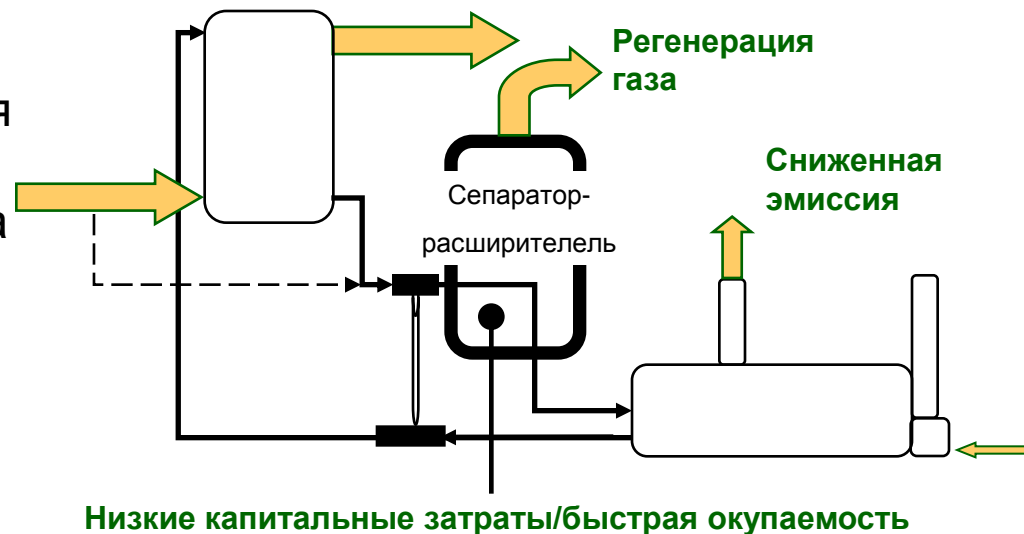 Регенерация
газа
я
Сниженная
эмиссия
Сепаратор-
а
расширителель
Низкие капитальные затраты/быстрая окупаемость